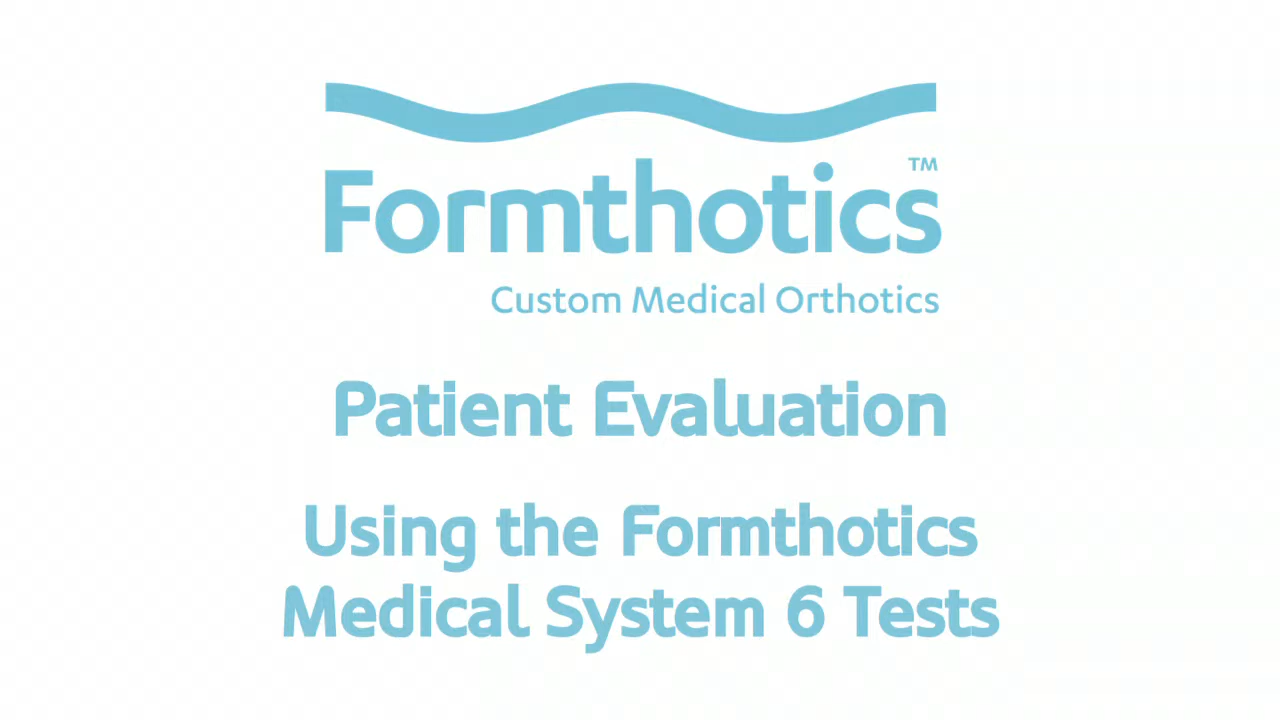 Formthotics™
Custom Medical Orthotics
Patient Evaluation
Using the Formthotics
Medical System 6 Tests